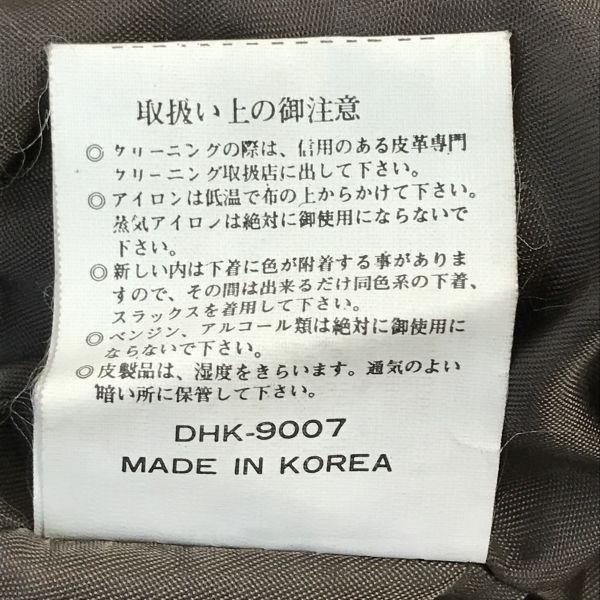 取扱い上の御注意
◎ クリーニングの際は、信用のある皮革専門
クリーニング取扱店に出して下さい。
◎ アイロンは低温で布の上からかけて下さい。
蒸気アイロンは絶対に御使用にならないで
下さい。
◎ 新しい内は下着に色が附着する事がありま
すので、その間は出来るだけ同色系の下着、
スラックスを着用して下さい。
◎ ベンジン、アルコール類は絶対に御使用に
ならないで下さい。
◎ 皮製品は、湿度をきらいます。通気のよい
暗い所に保管して下さい。
DHK-9007
MADE IN KOREA